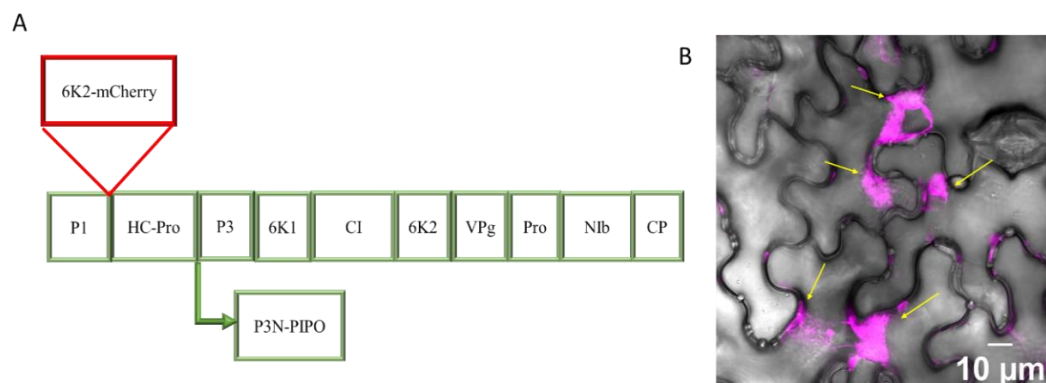 A
6K2-mCherry
P1 HC-Pro P3 6K1 CI 6K2 VPg Pro NIb CP
P3N-PIPO
B
10 µm